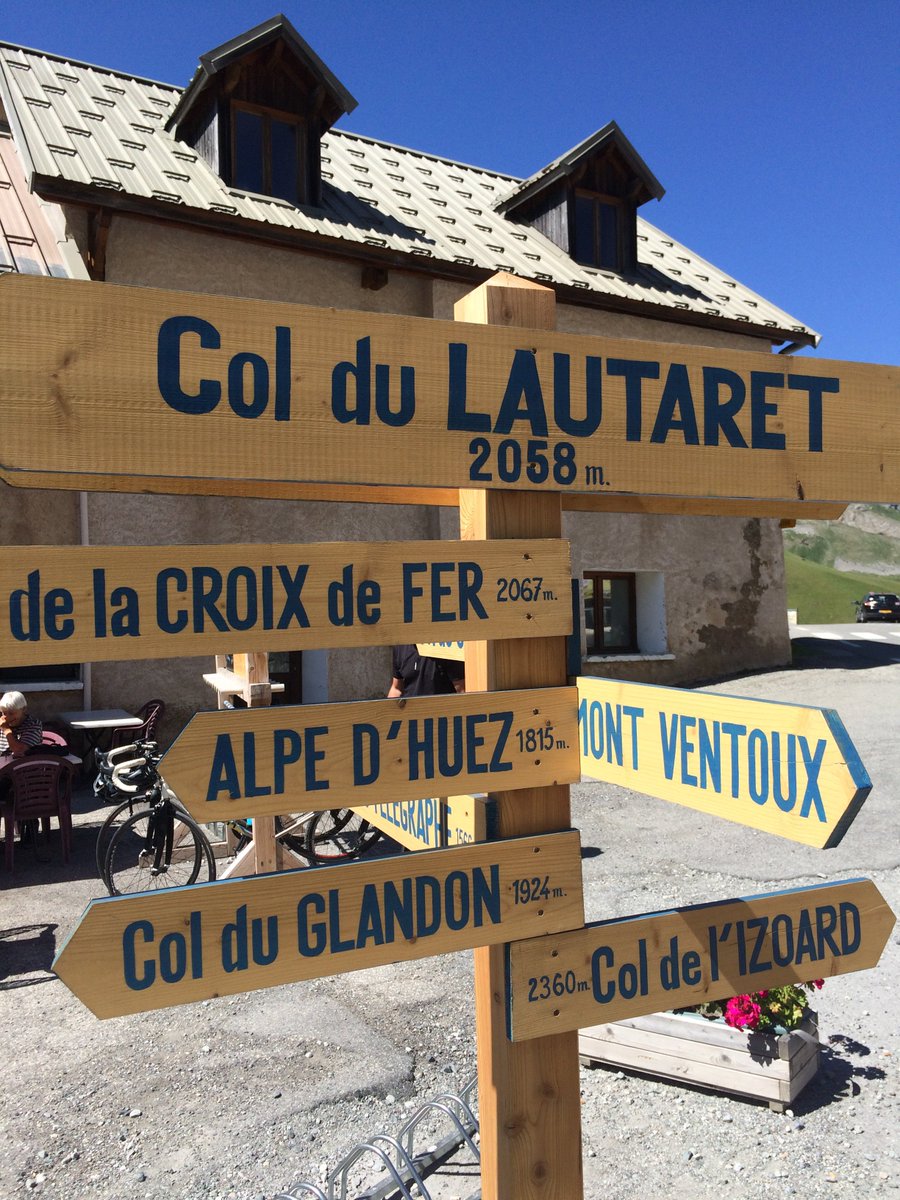 Col du LAUTARET
2058 m.
de la CROIX de FER 2067 m.
ALPE D'HUEZ 1815 m.
MONT VENTOUX
TELEGRAPHE
Col du GLANDON 1924 m.
2360 m. Col de l'IZOARD